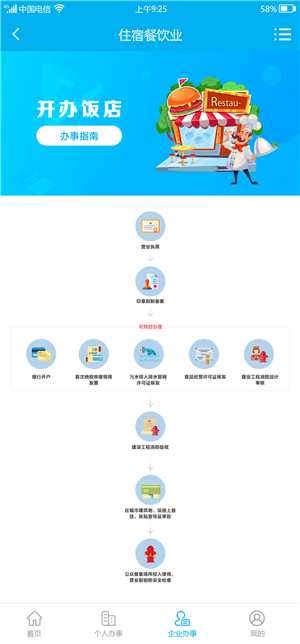 4G 中国电信 上午9:25 58%
住宿餐饮业
开办饭店
办事指南
Restau-
营业执照
印章刻制备案
可同时办理
银行开户
首次纳税申报领用
发票
污水排入排水管网
许可证核发
食品经营许可证核发
建设工程消防设计
审核
建设工程消防验收
在城市建筑物、设施上悬
挂、张贴宣传品审批
公众聚集场所投入使用、
营业前消防安全检查
首页 个人办事 企业办事 我的